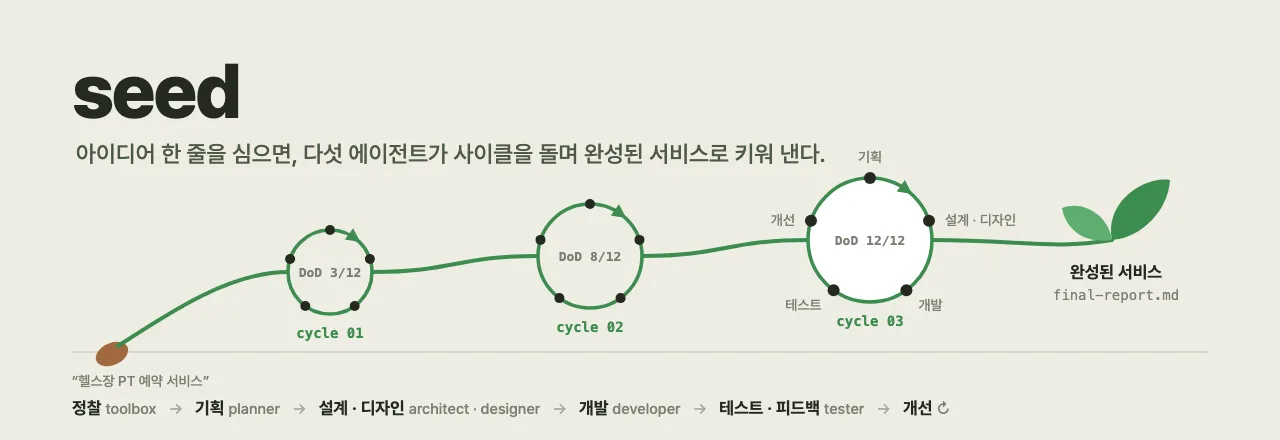 seed
아이디어 한 줄을 심으면, 다섯 에이전트가 사이클을 돌며 완성된 서비스로 키워 낸다.
DoD 3/12
cycle 01
DoD 8/12
cycle 02
기획
개선
설계 · 디자인
DoD 12/12
테스트
개발
cycle 03
완성된 서비스
final-report.md
“헬스장 PT 예약 서비스”
정찰 toolbox → 기획 planner → 설계 · 디자인 architect · designer → 개발 developer → 테스트 · 피드백 tester → 개선 ↻